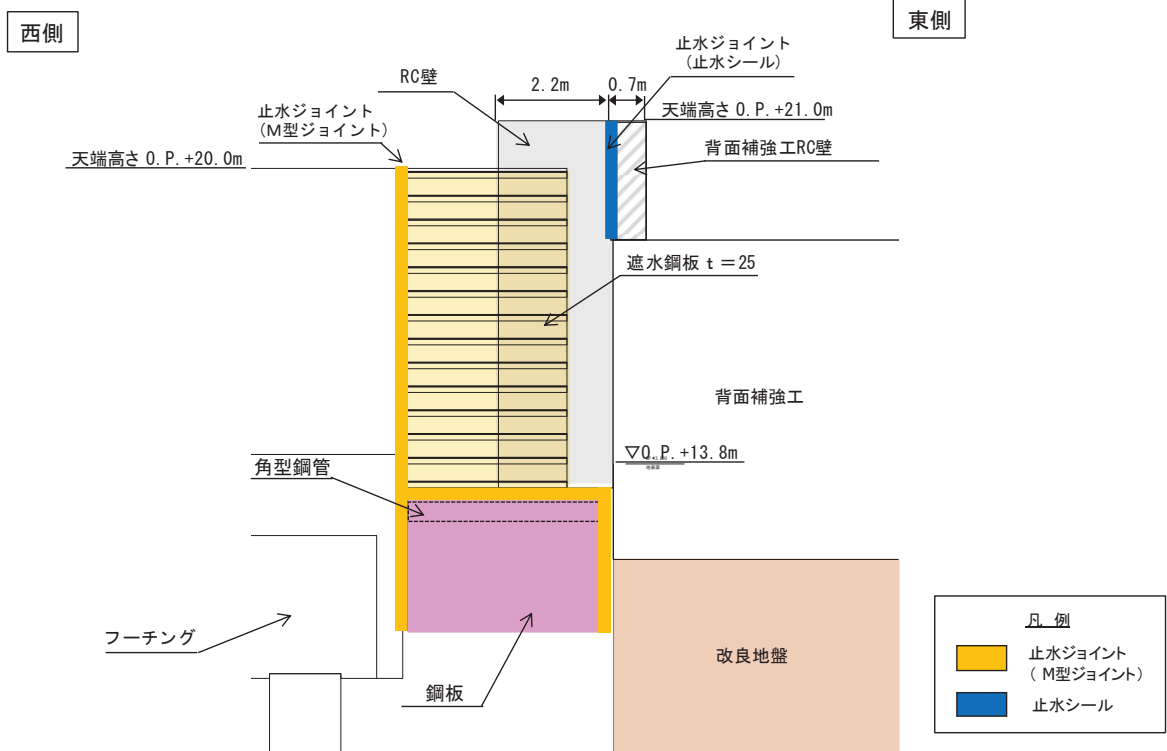 西側
東側
止水ジョイント
(止水シール)
RC壁
2.2m
0.7m
止水ジョイント
(M型ジョイント)
天端高さO.P.+21.0m
天端高さO.P.+20.0m
背面補強工RC壁
遮水鋼板t=25
背面補強工
▽O.P.+13.8m
角型鋼管
フーチング
鋼板
改良地盤
凡 例
止水ジョイント
( M型ジョイント)
止水シール